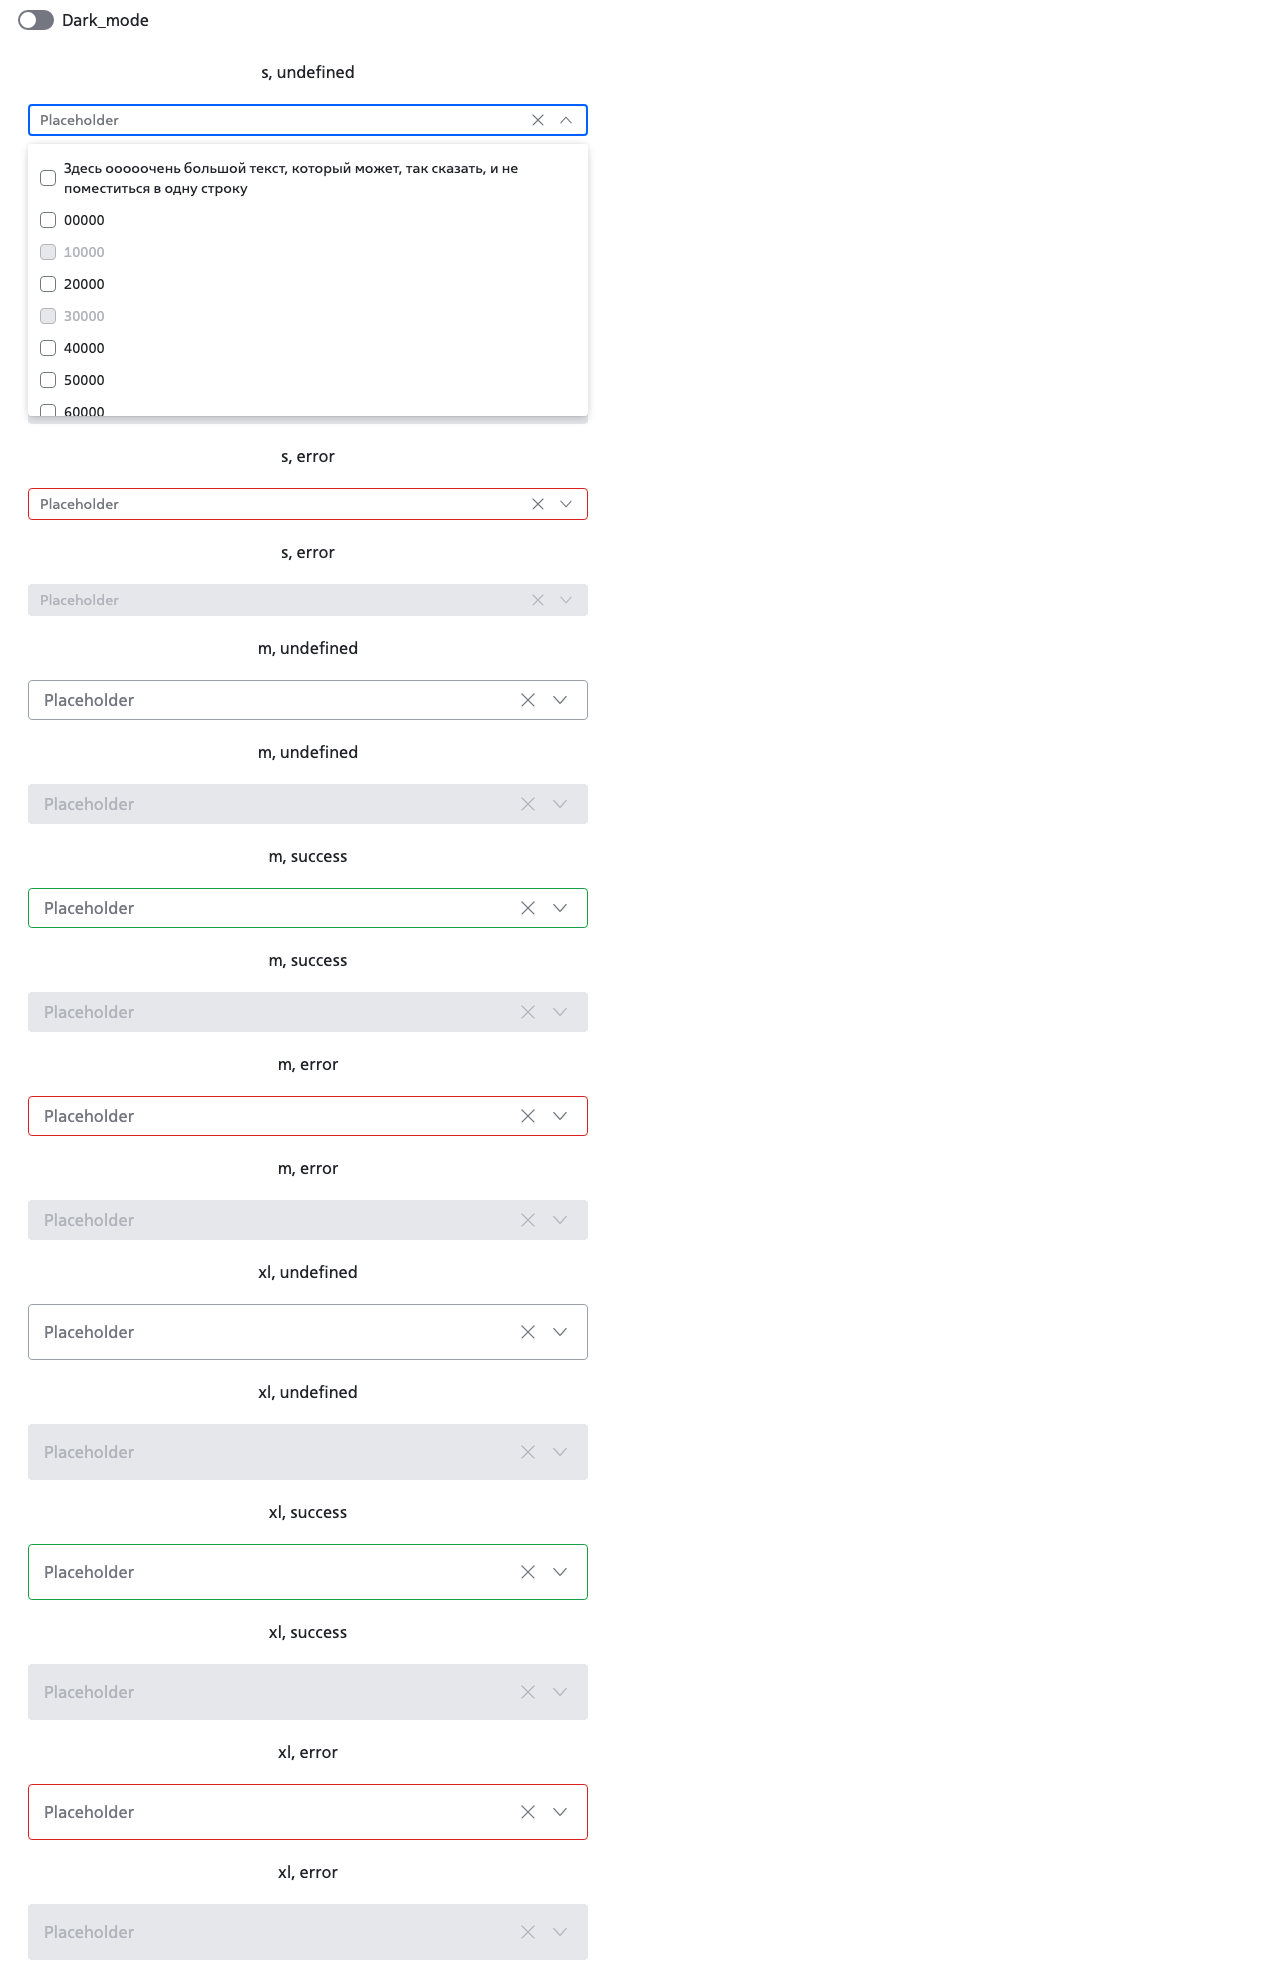 Dark_mode
s, undefined
Placeholder
Здесь ооооочень большой текст, который может, так сказать, и не
поместиться в одну строку
00000
10000
20000
30000
40000
50000
60000
s, error
Placeholder
s, error
Placeholder
m, undefined
Placeholder
m, undefined
Placeholder
m, success
Placeholder
m, success
Placeholder
m, error
Placeholder
m, error
Placeholder
xl, undefined
Placeholder
xl, undefined
Placeholder
xl, success
Placeholder
xl, success
Placeholder
xl, error
Placeholder
xl, error
Placeholder